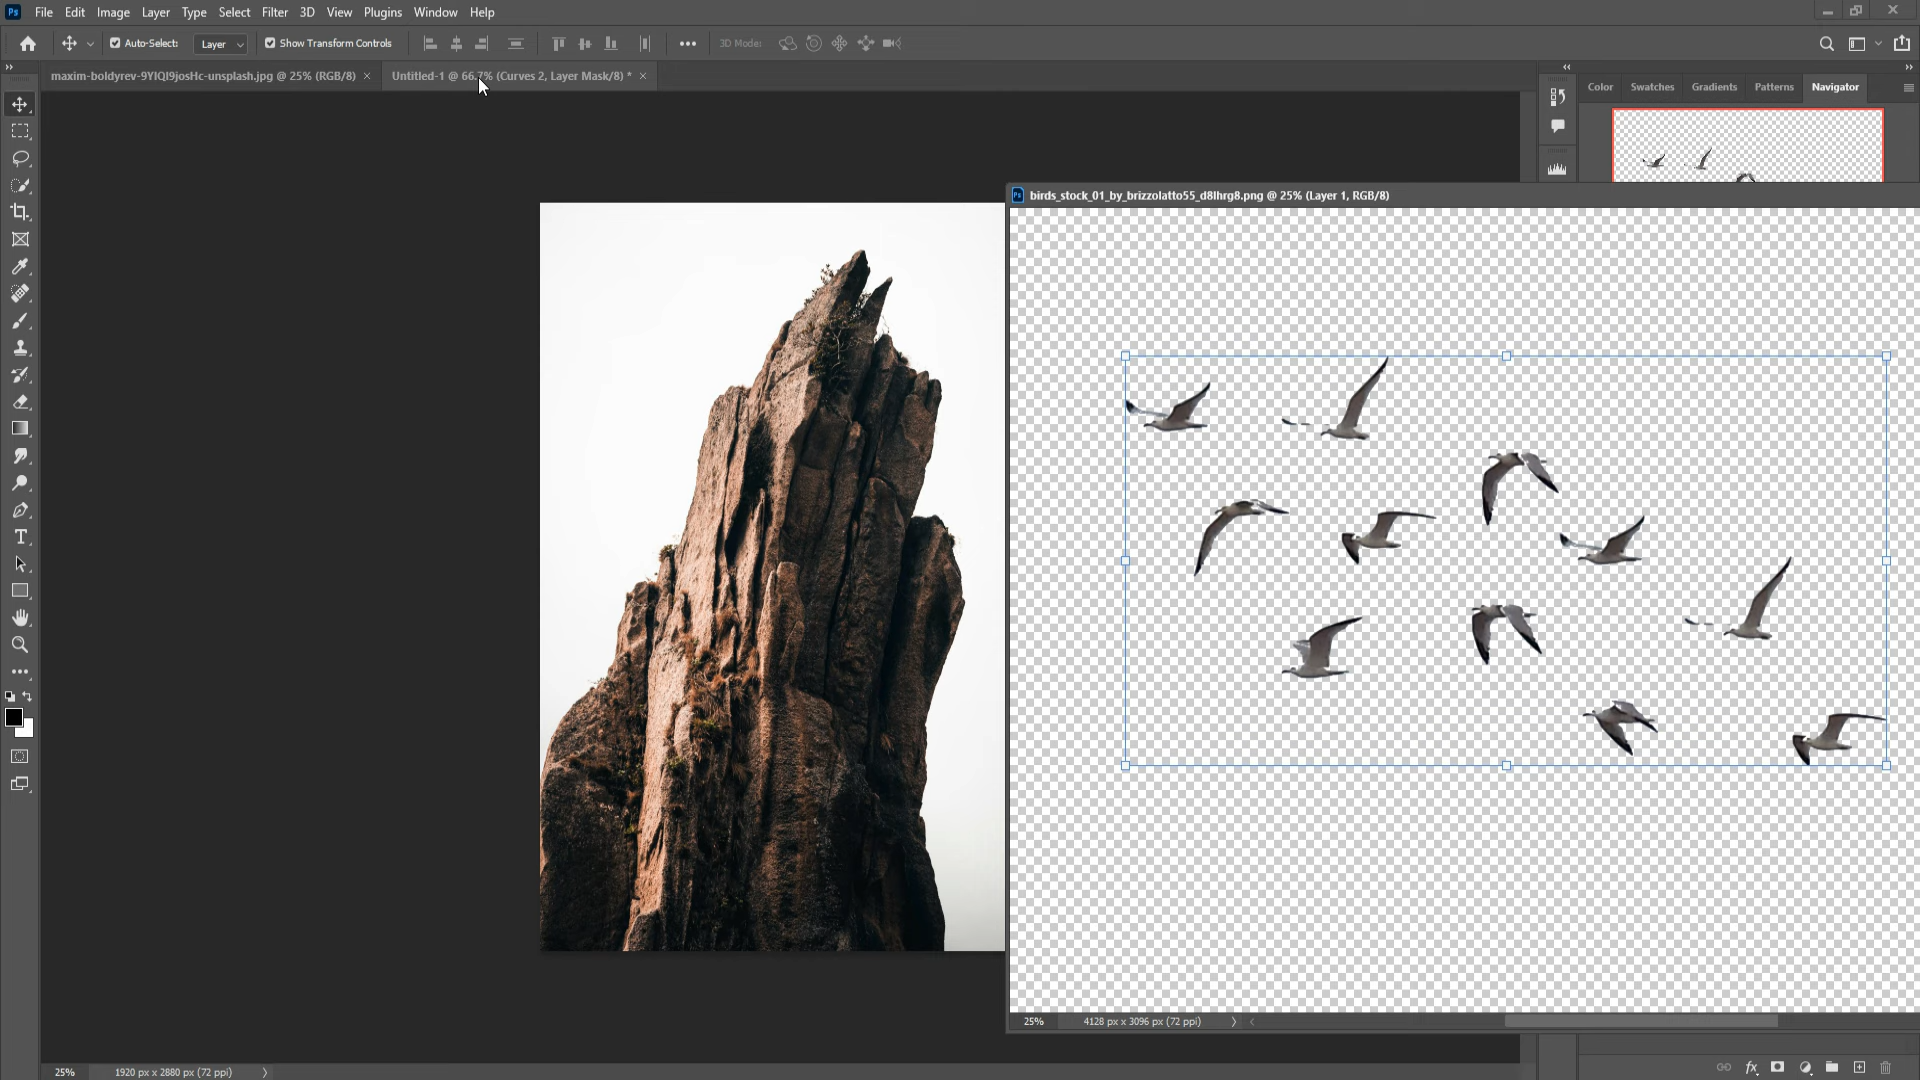 Ps File Edit Image Layer Type Select Filter 3D View Plugins Window Help
Auto-Select: Layer Show Transform Controls 3D Mode:
maxim-boldyrev-9YIQI9josHc-unsplash.jpg @ 25% (RGB/8) × Untitled-1 @ 66.7% (Curves 2, Layer Mask/8) * ×
Color Swatches Gradients Patterns Navigator
Ps birds_stock_01_by_brizzolatto55_d8lhrg8.png @ 25% (Layer 1, RGB/8)
25% 4128 px x 3096 px (72 ppi)
25% 1920 px x 2880 px (72 ppi)
fx